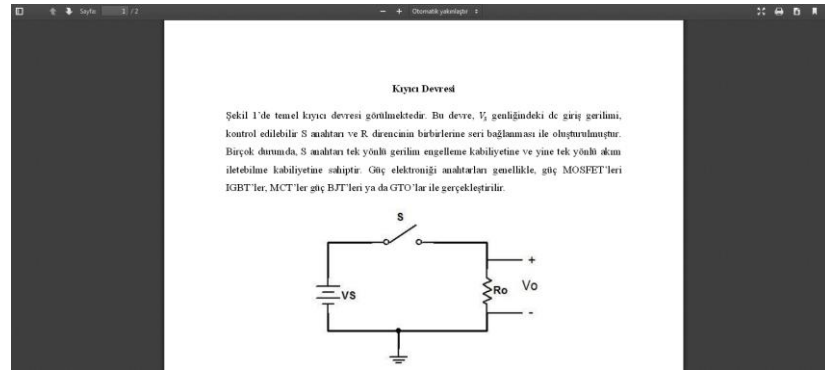 Sayfa: 1 / 2
Otomatik yakınlaştır
Kıyıcı Devresi
Şekil 1'de temel kıyıcı devresi görülmektedir. Bu devre, Vs genliğindeki dc giriş gerilimi,
kontrol edilebilir S anahtarı ve R direncinin birbirlerine seri bağlanması ile oluşturulmuştur.
Birçok durumda, S anahtarı tek yönlü gerilim engelleme kabiliyetine ve yine tek yönlü akım
iletebilme kabiliyetine sahiptir. Güç elektroniği anahtarları genellikle, güç MOSFET'leri
IGBT'ler, MCT'ler güç BJT'leri ya da GTO'lar ile gerçekleştirilir.
S
+
VS
Ro
Vo
-